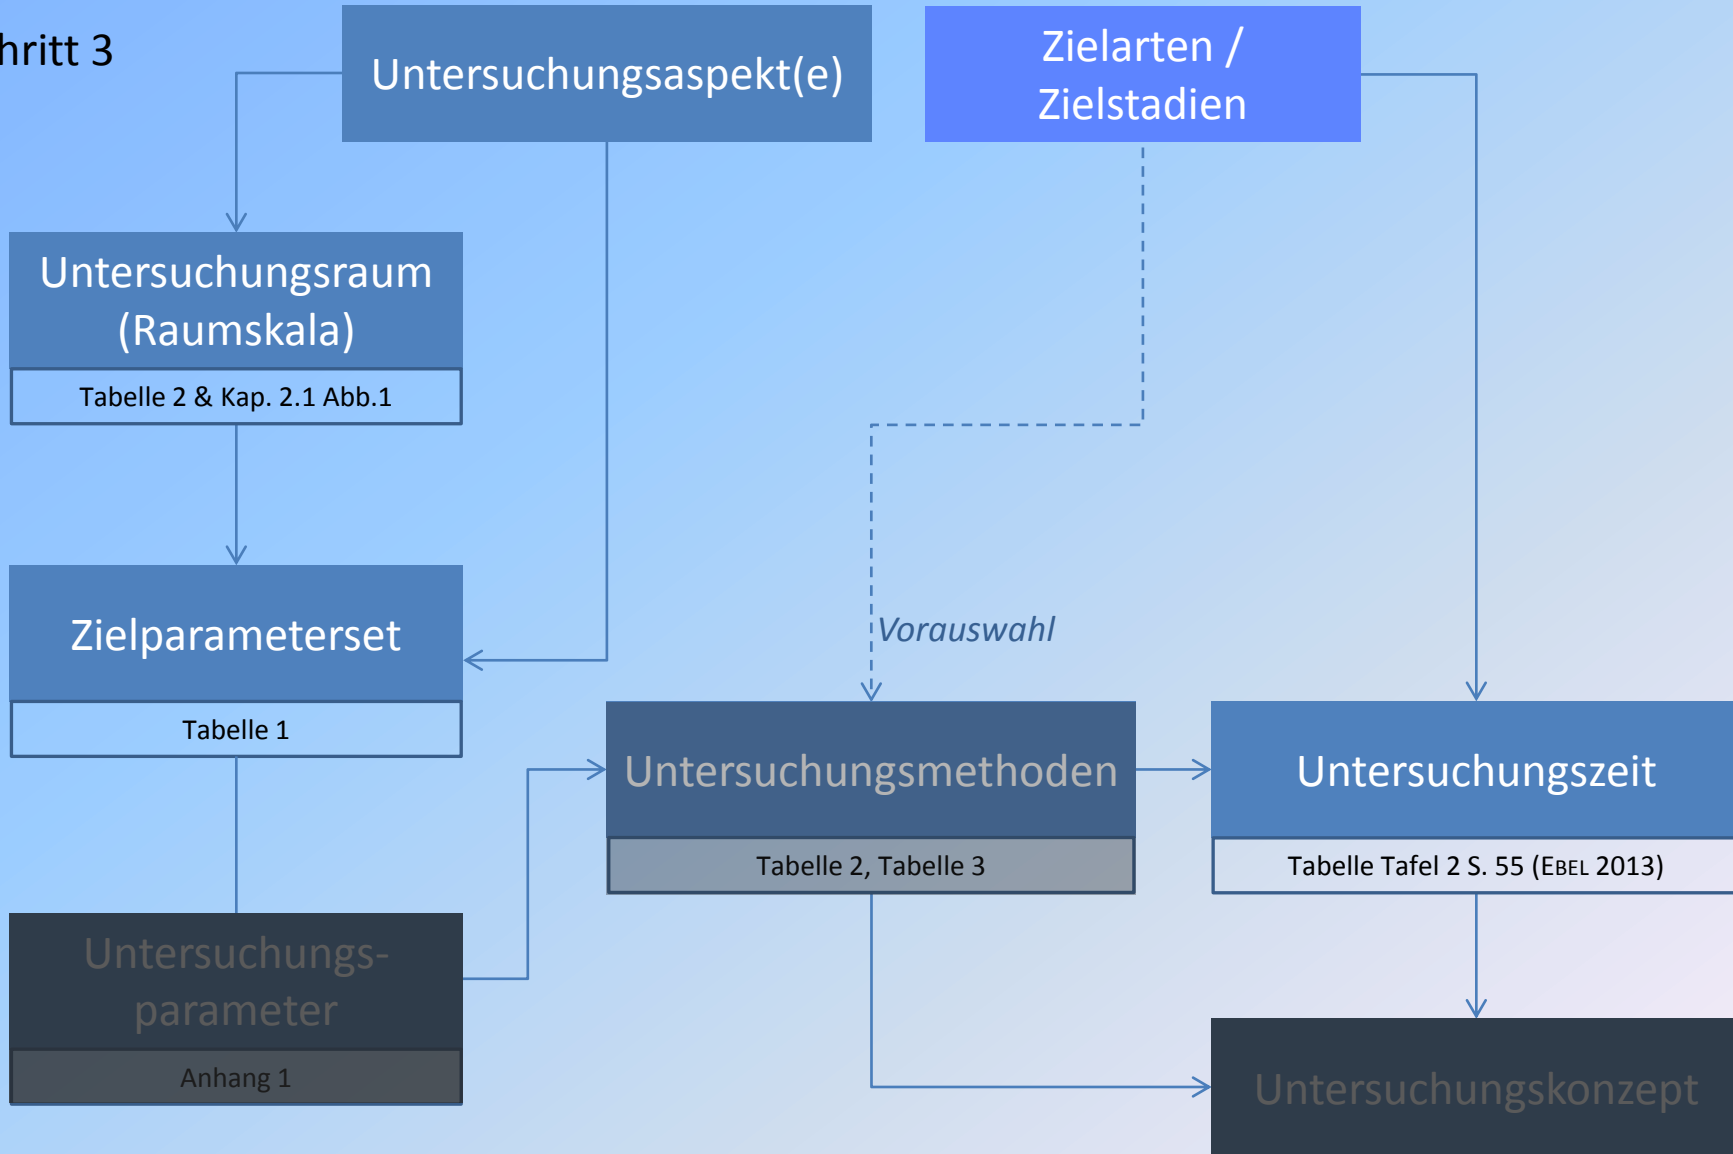 hritt 3
Untersuchungsaspekt(e)
Zielarten /
Zielstadien
Untersuchungsraum
(Raumskala)
Tabelle 2 & Kap. 2.1 Abb.1
Zielparameterset
Tabelle 1
Vorauswahl
Untersuchungsmethoden
Tabelle 2, Tabelle 3
Untersuchungszeit
Tabelle Tafel 2 S. 55 (EBEL 2013)
Untersuchungs-
parameter
Anhang 1
Untersuchungskonzept